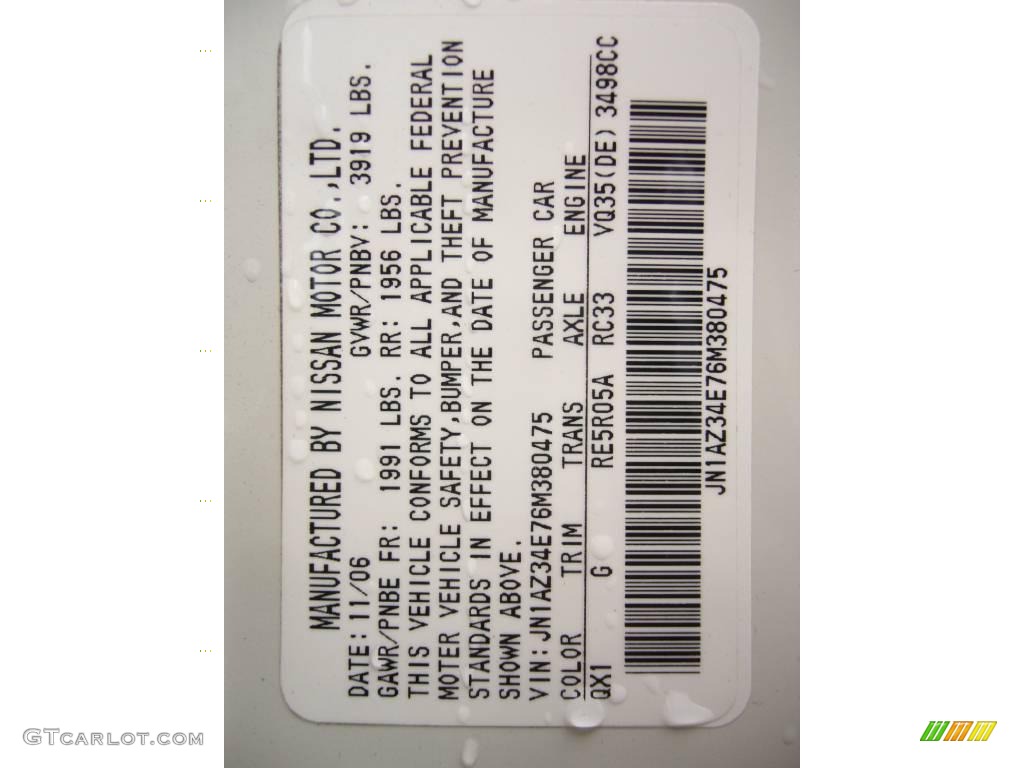 MANUFACTURED BY NISSAN MOTOR CO.,LTD.
DATE: 11/06 GVWR/PNBV: 3919 LBS.
GAWR/PNBE FR: 1991 LBS. RR: 1956 LBS.
THIS VEHICLE CONFORMS TO ALL APPLICABLE FEDERAL
MOTER VEHICLE SAFETY,BUMPER,AND THEFT PREVENTION
STANDARDS IN EFFECT ON THE DATE OF MANUFACTURE
SHOWN ABOVE.
VIN:JN1AZ34E76M380475 PASSENGER CAR
COLOR TRIM TRANS AXLE ENGINE
QX1 G RE5R05A RC33 VQ35(DE) 3498CC
JN1AZ34E76M380475
GTCARLOT.COM